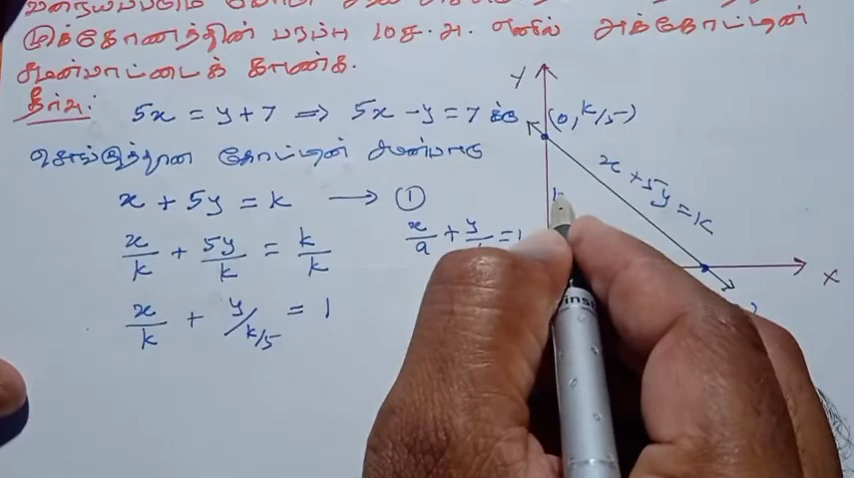 முக்கோணத்தின் பரப்பு 10 ச.அ. எனில் அக்கோட்டின்
சமன்பாட்டைக் காண்க.
தீர்வு:
5x = y + 7 ⇒ 5x - y = 7 க்கு
செங்குத்தான கோட்டின் சமன்பாடு
x + 5y = k → ①
x/k + 5y/k = k/k
x/a + y/ = 1
x/k + y/k/5 = 1
Y
(0, k/5)
x + 5y = k
X